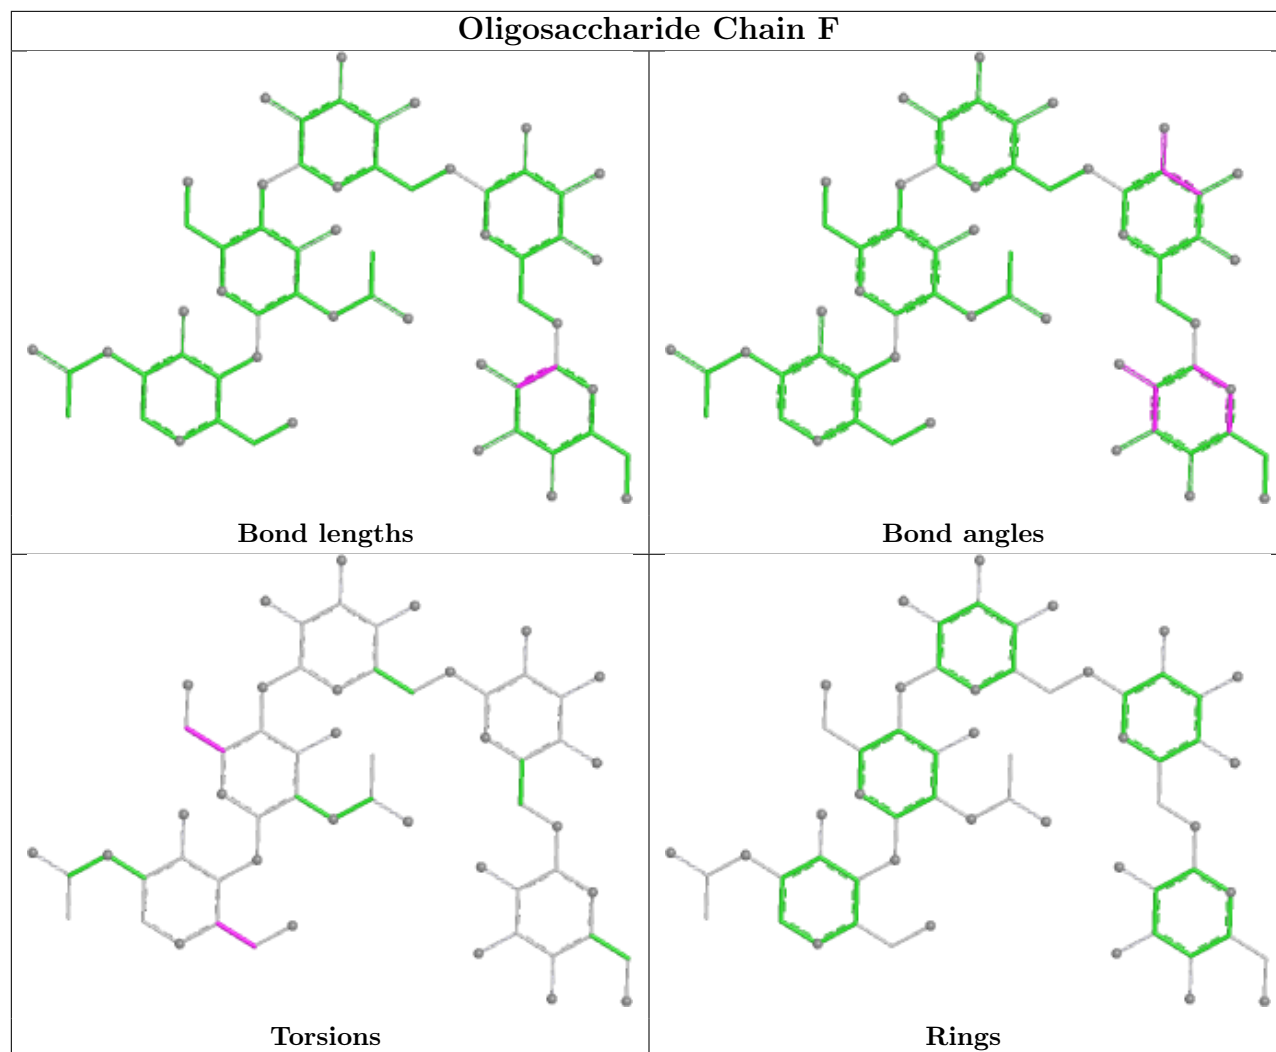 Oligosaccharide Chain F
Bond lengths
Bond angles
Torsions
Rings